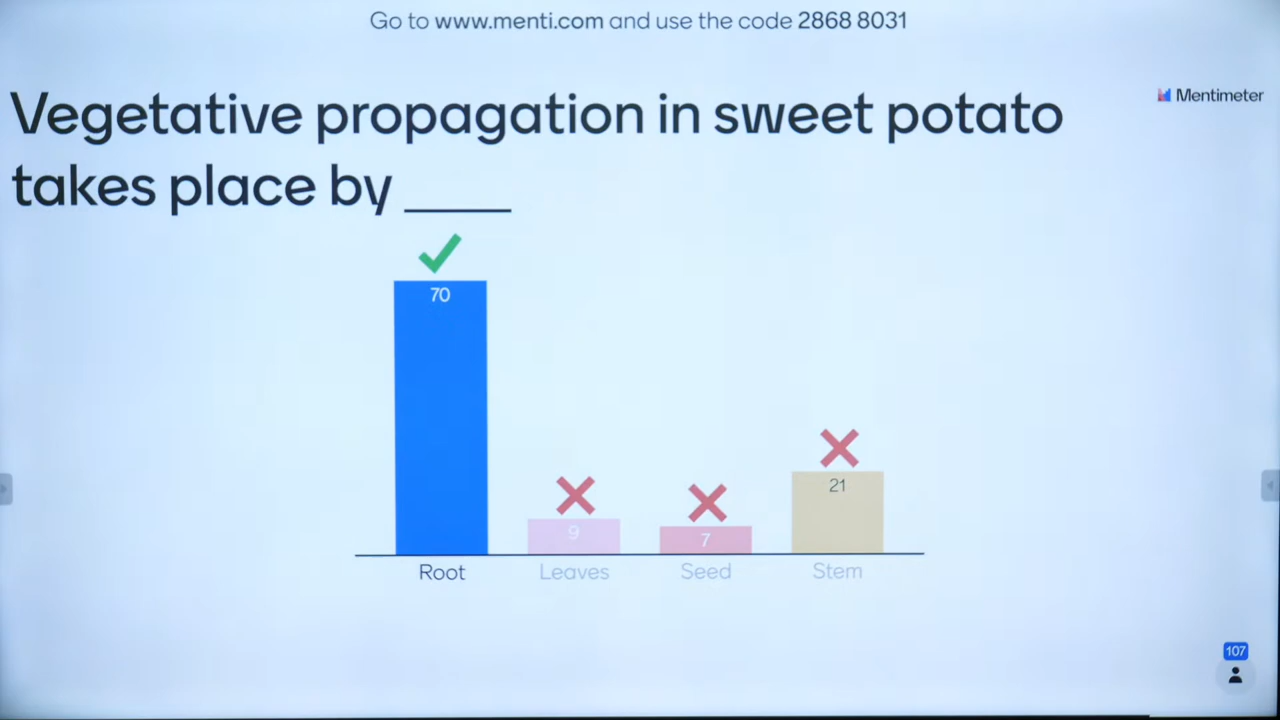 Go to www.menti.com and use the code 2868 8031
Mentimeter
Vegetative propagation in sweet potato
takes place by ____
70
9
7
21
Root
Leaves
Seed
Stem
107